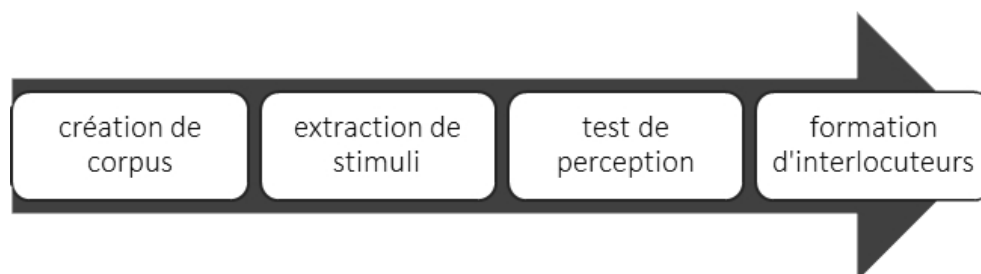 création de
corpus
extraction de
stimuli
test de
perception
formation
d'interlocuteurs